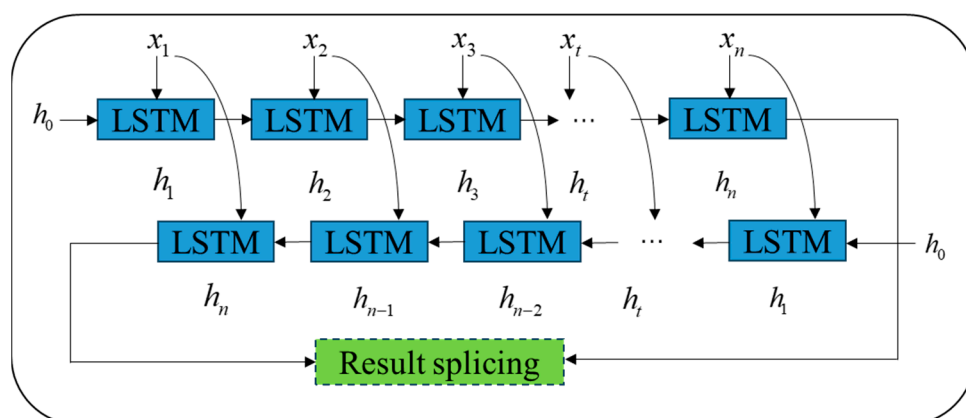 x₁ x₂ x₃ xₜ xₙ
h₀ LSTM LSTM LSTM ... LSTM
h₁ h₂ h₃ hₜ hₙ
LSTM LSTM LSTM ... LSTM h₀
hₙ hₙ₋₁ hₙ₋₂ hₜ h₁
Result splicing